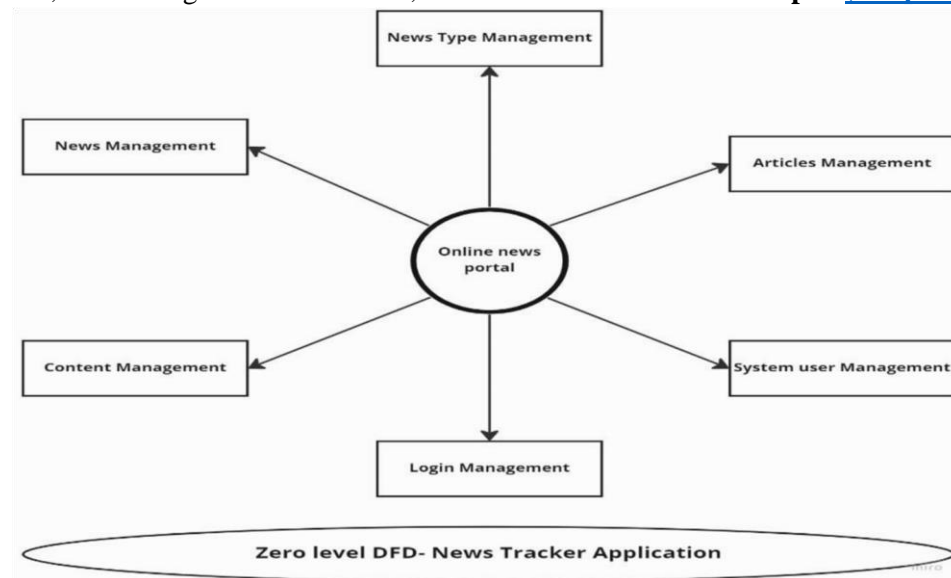 News Type Management
News Management
Articles Management
Online news
portal
Content Management
System user Management
Login Management
Zero level DFD- News Tracker Application
miro